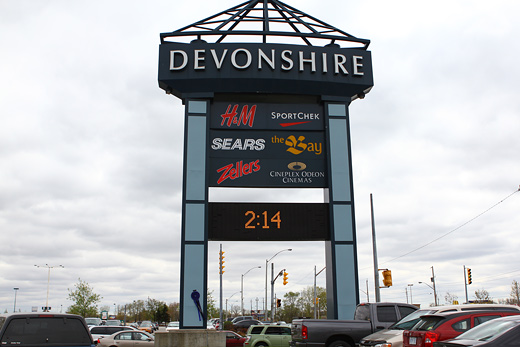 DEVONSHIRE
H&M SPORTCHEK
SEARS the Bay
Zellers CINEPLEX ODEON
CINEMAS
2:14